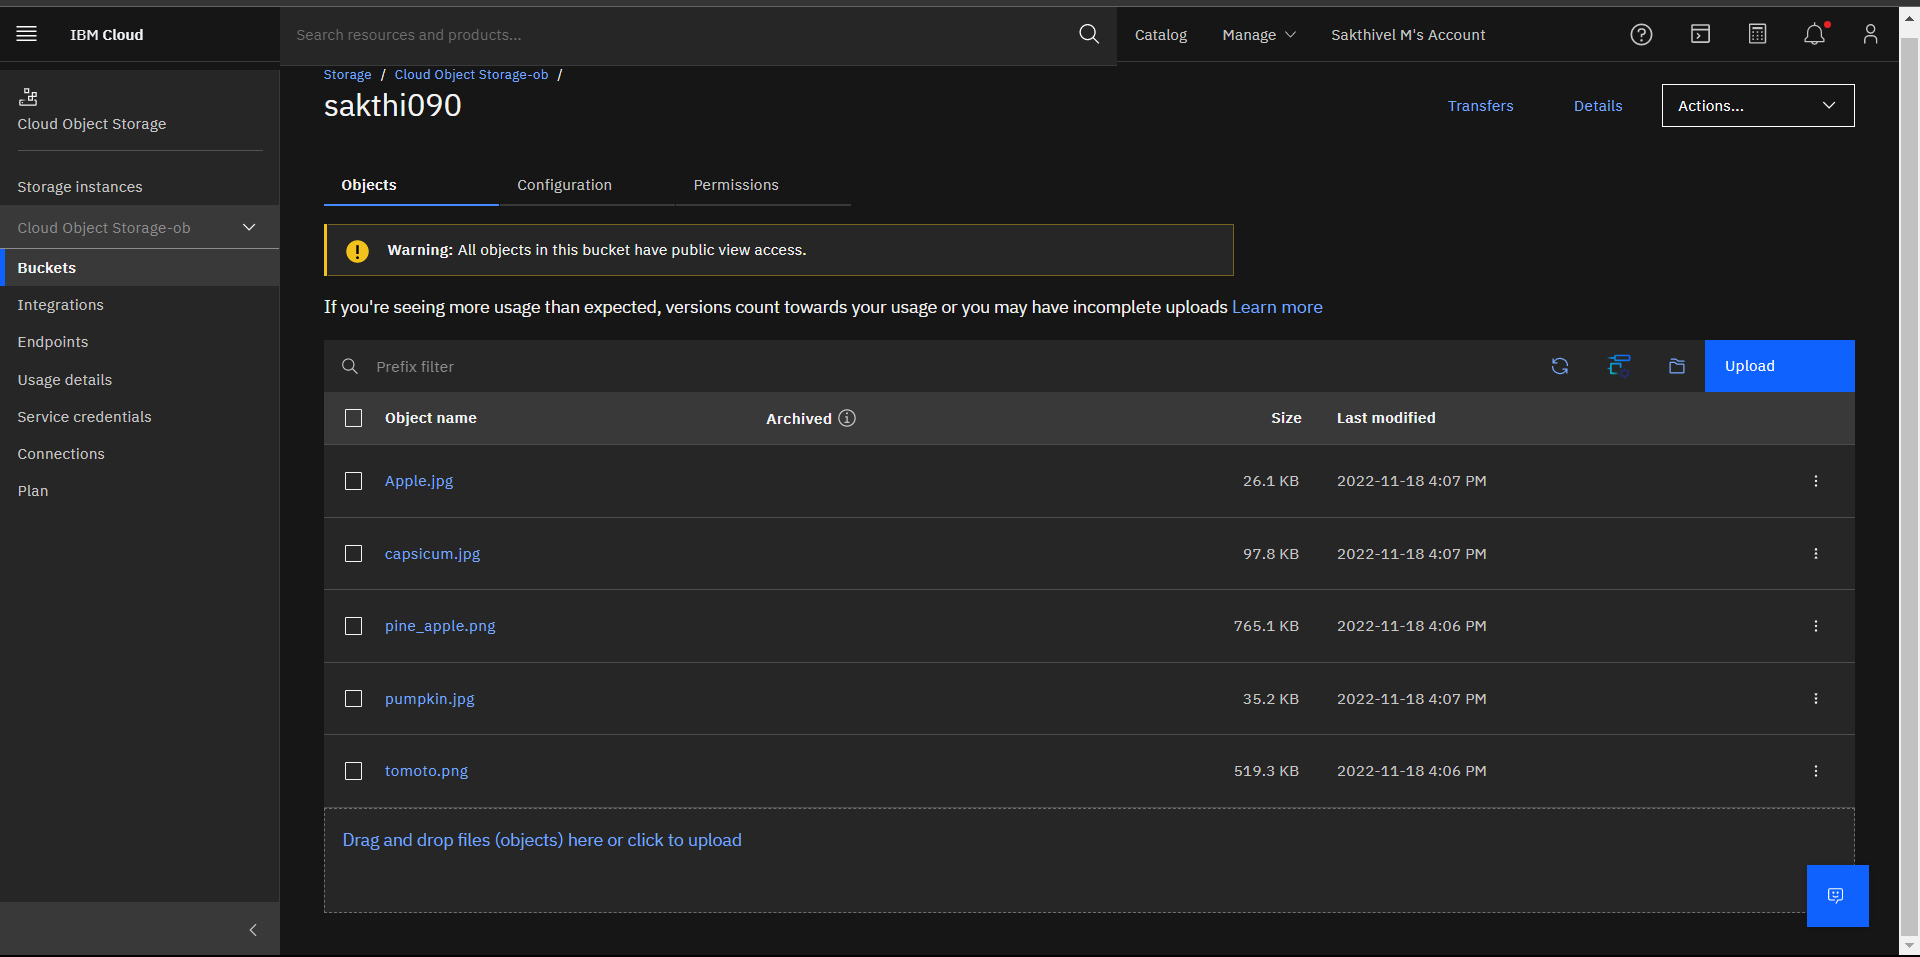 IBM Cloud
Search resources and products...
Catalog
Manage
Sakthivel M's Account
Cloud Object Storage
Storage instances
Cloud Object Storage-ob
Buckets
Integrations
Endpoints
Usage details
Service credentials
Connections
Plan
Storage / Cloud Object Storage-ob /
sakthi090
Transfers
Details
Actions...
Objects
Configuration
Permissions
Warning: All objects in this bucket have public view access.
If you're seeing more usage than expected, versions count towards your usage or you may have incomplete uploads Learn more
Prefix filter
Upload
Object name Archived Size Last modified
Apple.jpg 26.1 KB 2022-11-18 4:07 PM
capsicum.jpg 97.8 KB 2022-11-18 4:07 PM
pine_apple.png 765.1 KB 2022-11-18 4:06 PM
pumpkin.jpg 35.2 KB 2022-11-18 4:07 PM
tomoto.png 519.3 KB 2022-11-18 4:06 PM
Drag and drop files (objects) here or click to upload